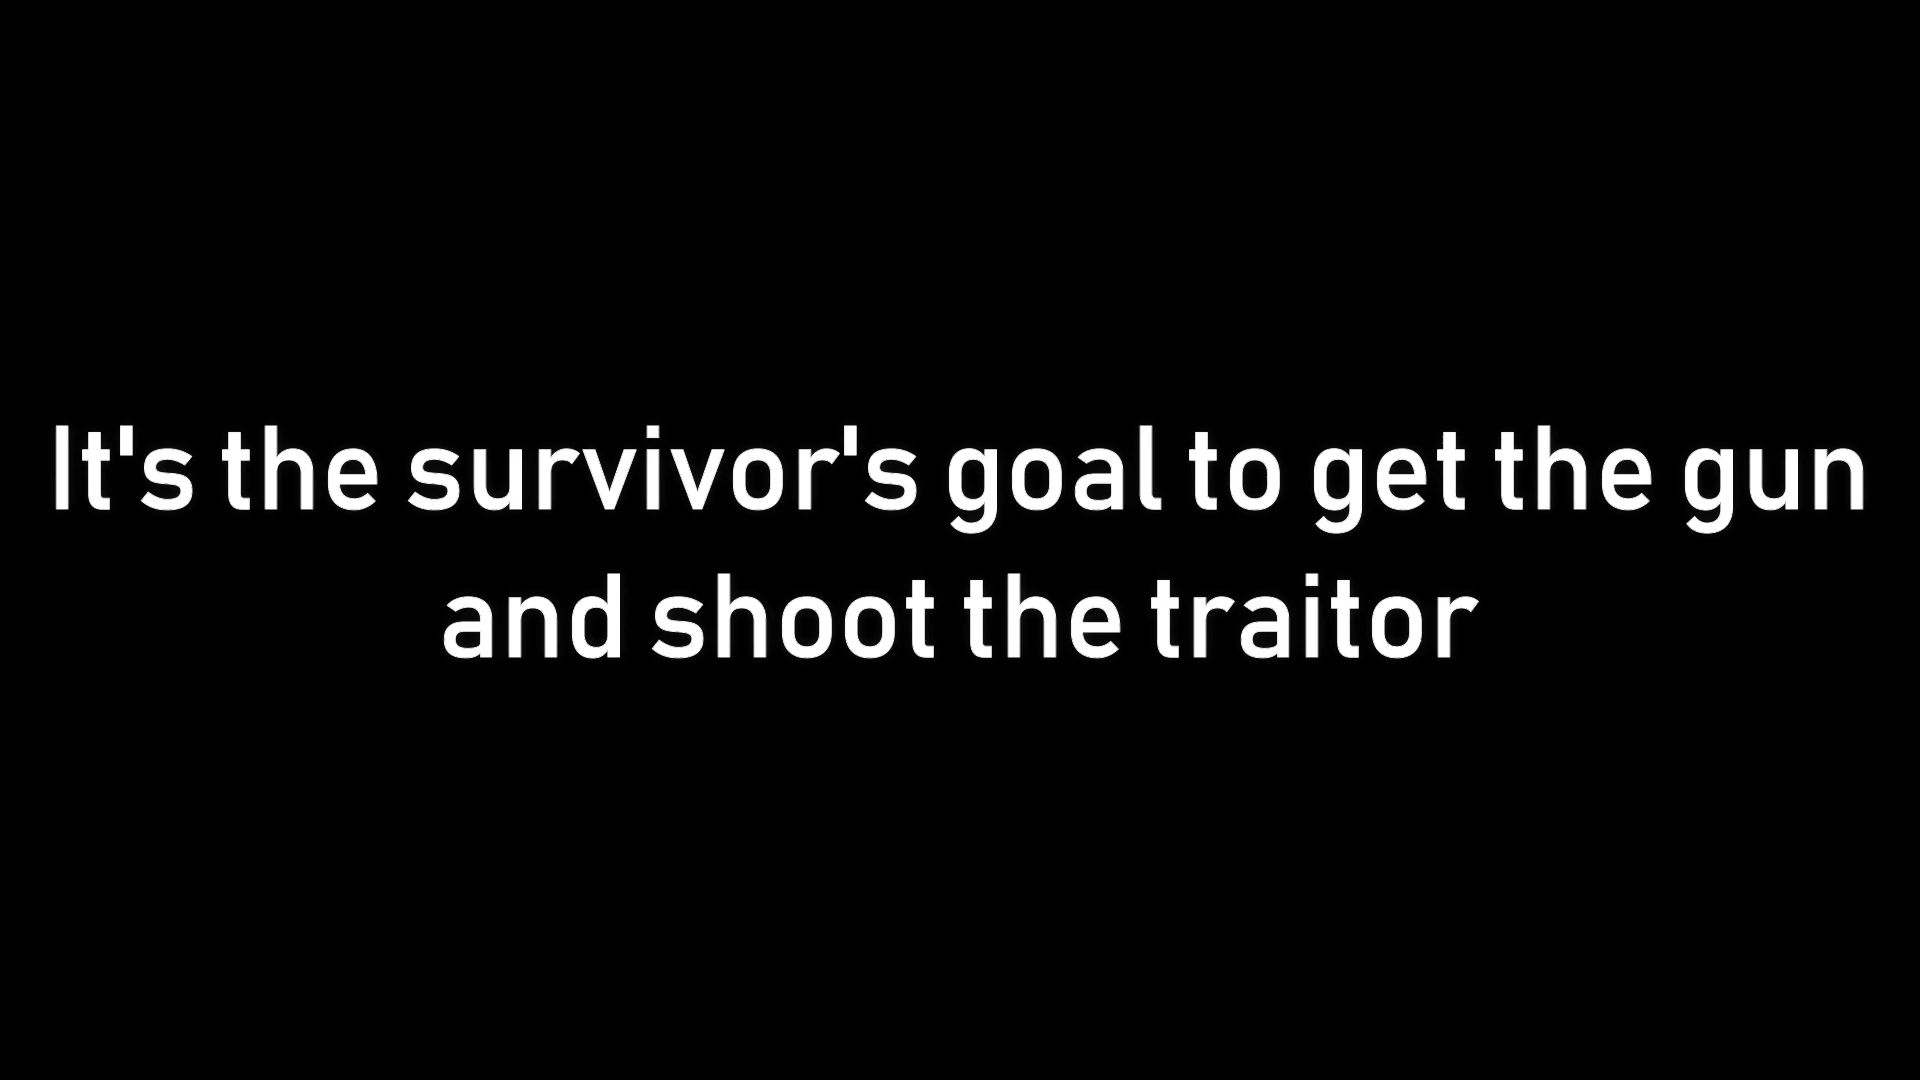 It's the survivor's goal to get the gun
and shoot the traitor